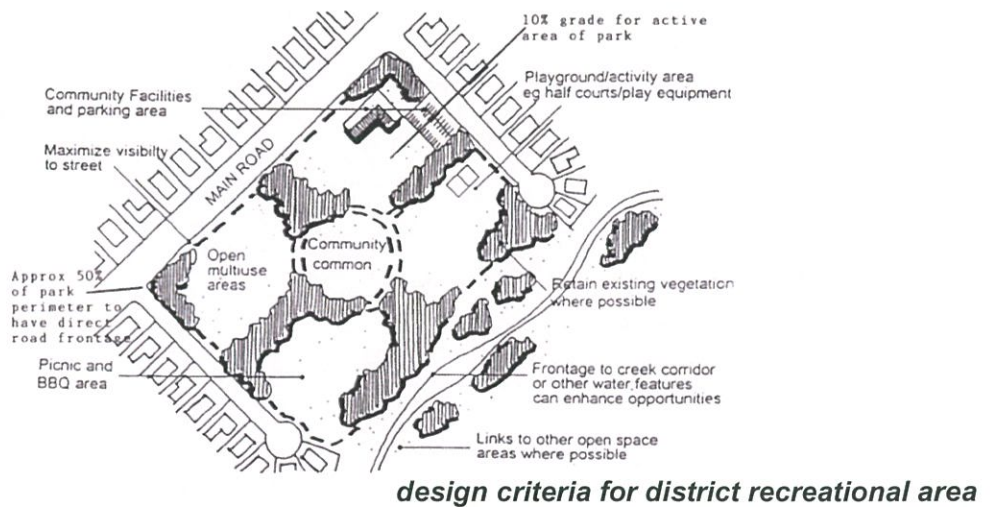 10% grade for active
area of park
Playground/activity area
eg half courts/play equipment
Community Facilities
and parking area
Maximize visibilty
to street
MAIN ROAD
Open
multiuse
areas
Community
common
Approx 50%
of park
perimeter to
have direct
road frontage
Retain existing vegetation
where possible
Picnic and
BBQ area
Frontage to creek corridor
or other water features
can enhance opportunities
Links to other open space
areas where possible
design criteria for district recreational area